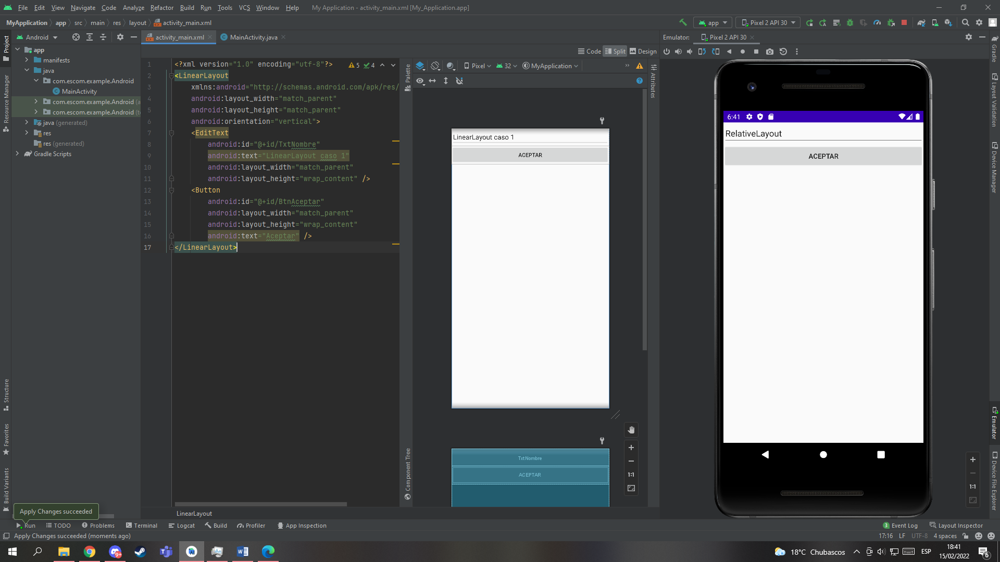 File Edit View Navigate Code Analyze Refactor Build Run Tools VCS Window Help My Application - activity_main.xml [My_Application.app]
MyApplication app src main res layout activity_main.xml
app Pixel 2 API 30
Project
Android
activity_main.xml MainActivity.java
Emulator: Pixel 2 API 30
Code Split Design
app
manifests
java
com.escom.example.Android
MainActivity
com.escom.example.Android (a
com.escom.example.Android (t
java (generated)
res
res (generated)
Gradle Scripts
Resource Manager
Structure
Favorites
Build Variants
1 <?xml version="1.0" encoding="utf-8"?>
5 4
2 <LinearLayout
3 xmlns:android="http://schemas.android.com/apk/res/
4 android:layout_width="match_parent"
5 android:layout_height="match_parent"
6 android:orientation="vertical">
7 <EditText
8 android:id="@+id/TxtNombre"
9 android:text="LinearLayout caso 1"
10 android:layout_width="match_parent"
11 android:layout_height="wrap_content" />
12 <Button
13 android:id="@+id/BtnAceptar"
14 android:layout_width="match_parent"
15 android:layout_height="wrap_content"
16 android:text="Aceptar" />
17 </LinearLayout>
LinearLayout
Palette
Component Tree
Pixel 32 MyApplication
Attributes
LinearLayout caso 1
ACEPTAR
TxtNombre
ACEPTAR
1:1
6:41
RelativeLayout
ACEPTAR
1:1
Gradle
Layout Validation
Device Manager
Emulator
Device File Explorer
Apply Changes succeeded
Run TODO Problems Terminal Logcat Build Profiler App Inspection
3 Event Log Layout Inspector
Apply Changes succeeded (moments ago)
17:16 LF UTF-8 4 spaces
9+
18°C Chubascos
ESP
18:41
15/02/2022
6